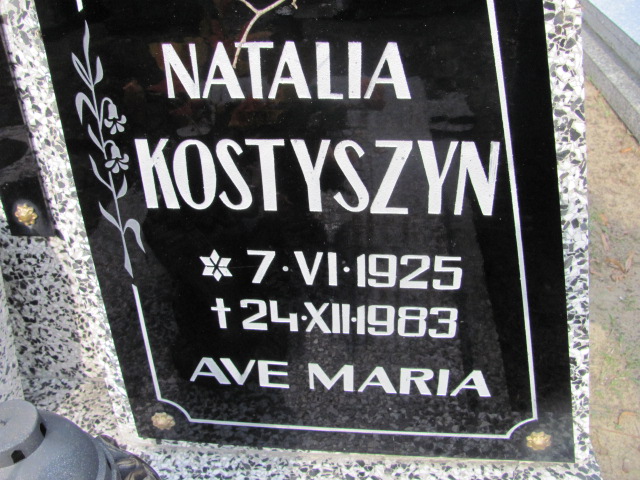 NATALIA
KOSTYSZYN
✶ 7·VI·1925
† 24·XII·1983
AVE MARIA